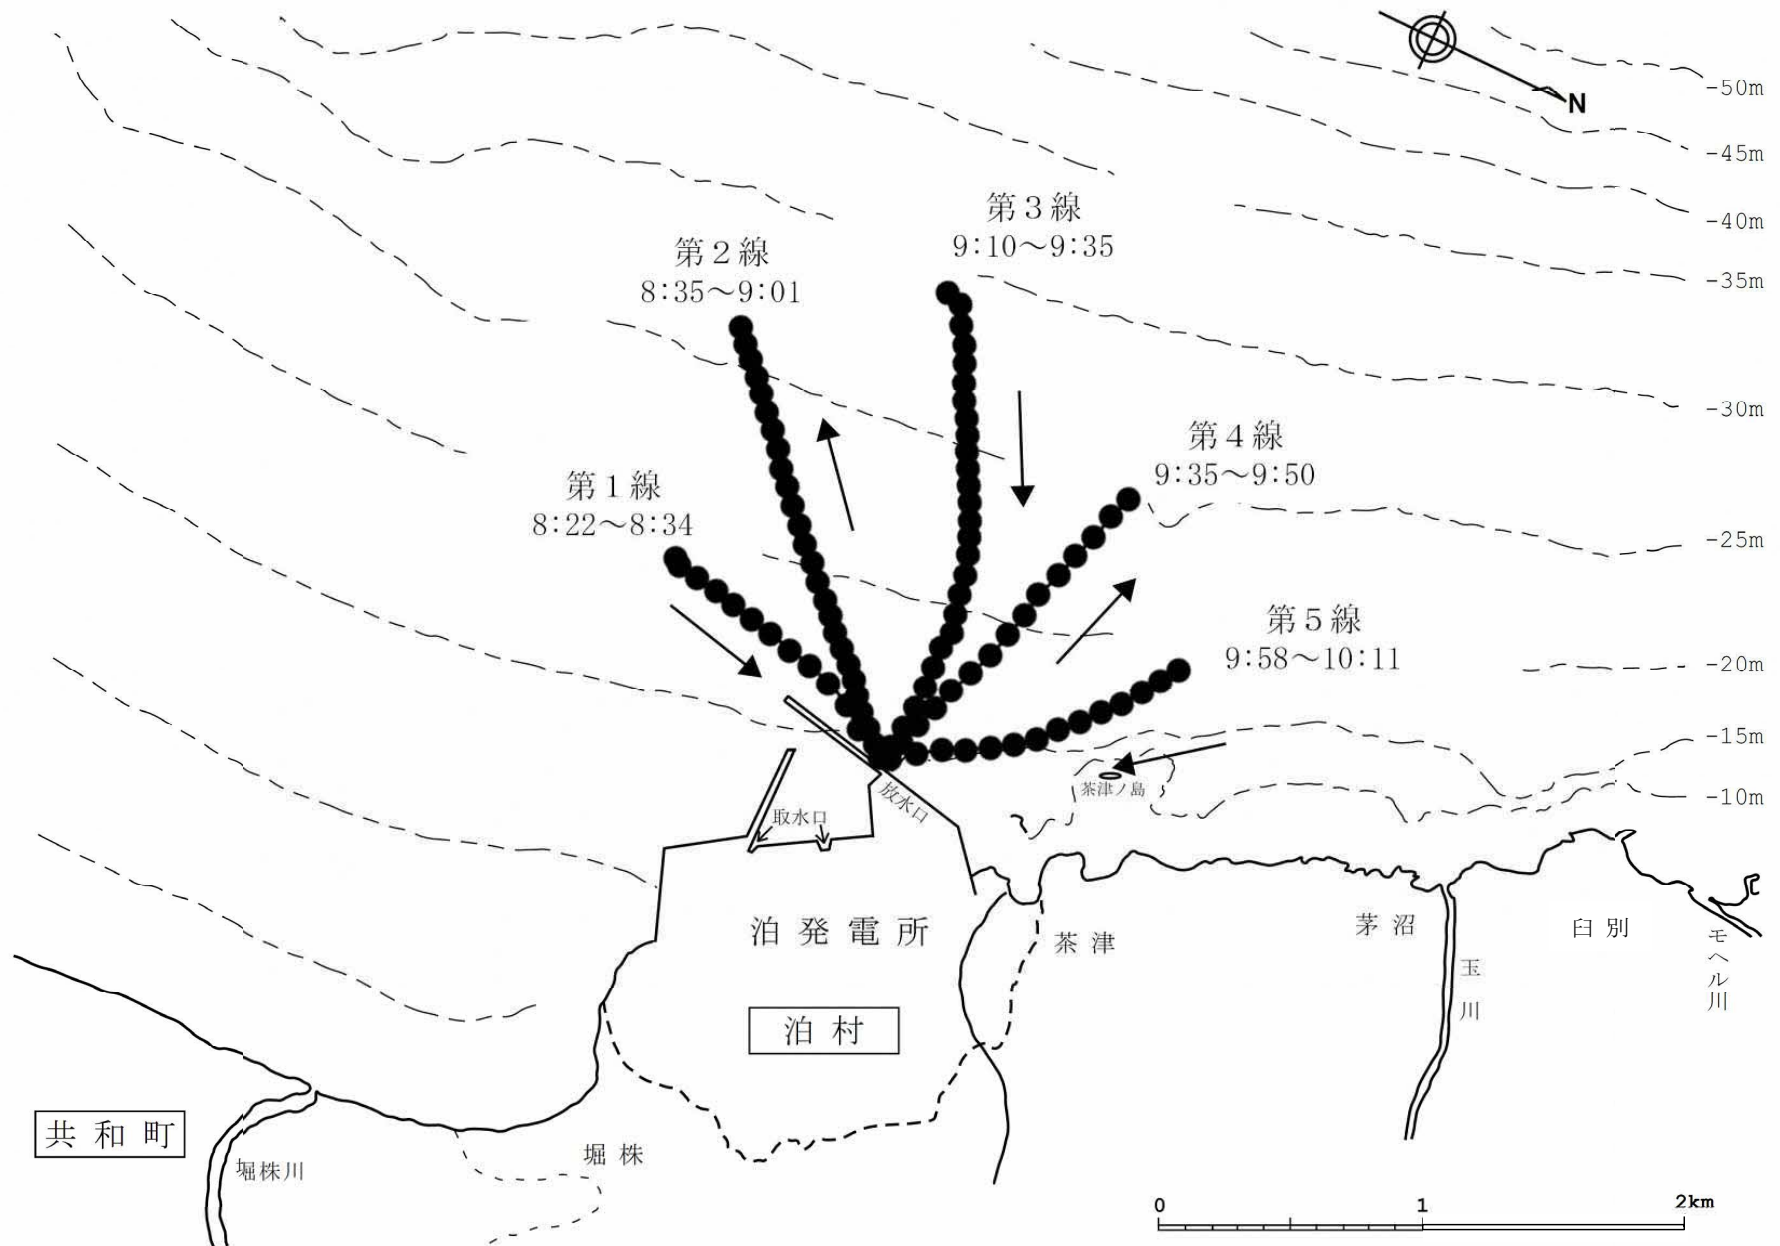 N
-50m
-45m
-40m
-35m
-30m
-25m
-20m
-15m
-10m
第3線
9:10～9:35
第2線
8:35～9:01
第4線
9:35～9:50
第1線
8:22～8:34
第5線
9:58～10:11
茶津ノ島
放水口
取水口
泊発電所
茶津
茅沼
臼別
モヘル川
玉川
泊村
共和町
堀株川
堀株
0 1 2km